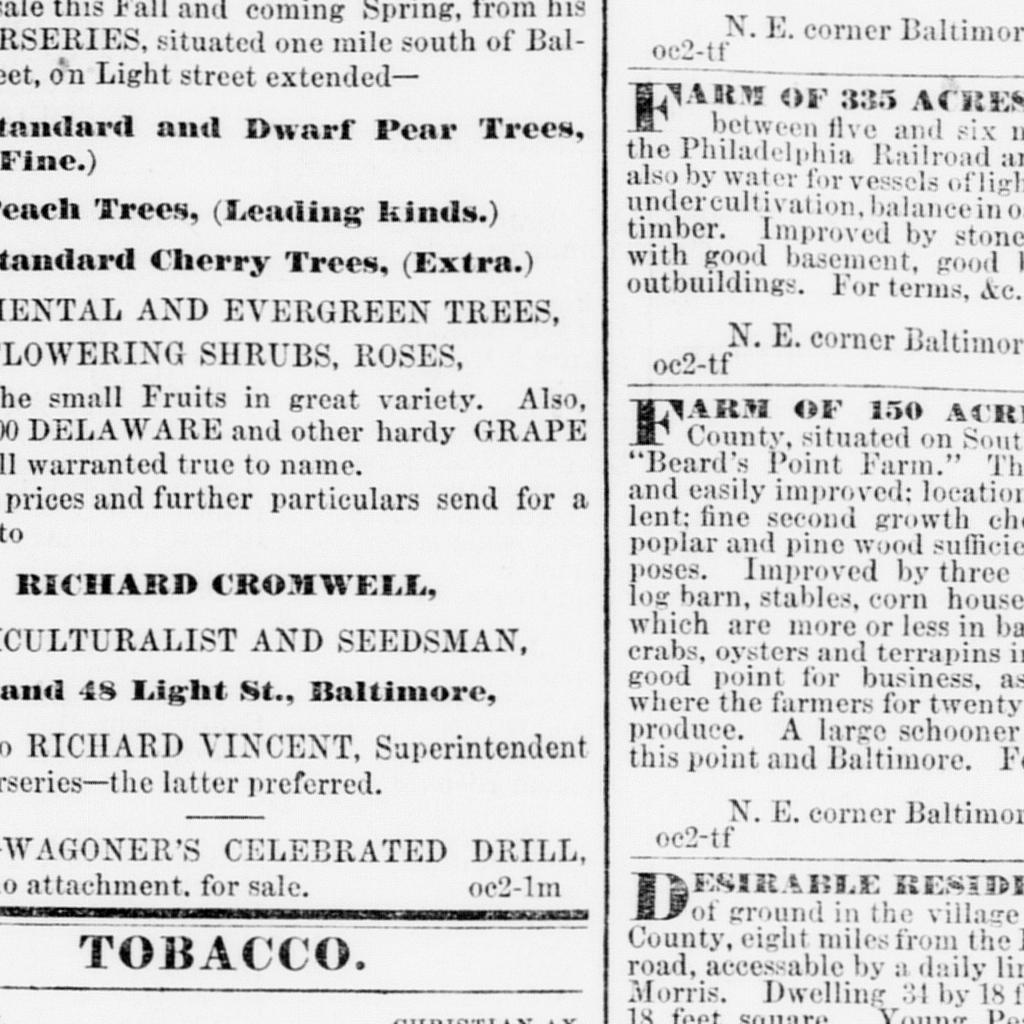 sale this Fall and coming Spring, from his
RSERIES, situated one mile south of Bal-
eet, on Light street extended—
tandard and Dwarf Pear Trees,
Fine.)
each Trees, (Leading kinds.)
tandard Cherry Trees, (Extra.)
ENTAL AND EVERGREEN TREES,
LOWERING SHRUBS, ROSES,
he small Fruits in great variety. Also,
00 DELAWARE and other hardy GRAPE
ll warranted true to name.
prices and further particulars send for a
to
RICHARD CROMWELL,
ICULTURALIST AND SEEDSMAN,
and 48 Light St., Baltimore,
o RICHARD VINCENT, Superintendent
rseries—the latter preferred.
WAGONER'S CELEBRATED DRILL,
o attachment, for sale. oc2-1m
TOBACCO.
CHRISTIAN AX
N. E. corner Baltimor
oc2-tf
FARM OF 335 ACRES
between five and six m
the Philadelphia Railroad an
also by water for vessels of ligh
under cultivation, balance in o
timber. Improved by stone
with good basement, good b
outbuildings. For terms, &c.
N. E. corner Baltimor
oc2-tf
FARM OF 150 ACRE
County, situated on Sout
"Beard's Point Farm." Th
and easily improved; location
lent; fine second growth che
poplar and pine wood sufficie
poses. Improved by three
log barn, stables, corn house
which are more or less in ba
crabs, oysters and terrapins in
good point for business, as
where the farmers for twenty
produce. A large schooner
this point and Baltimore. Fo
N. E. corner Baltimor
oc2-tf
DESIRABLE RESIDE
of ground in the village
County, eight miles from the
road, accessable by a daily lin
Morris. Dwelling 34 by 18 f
18 feet square. Young Pe